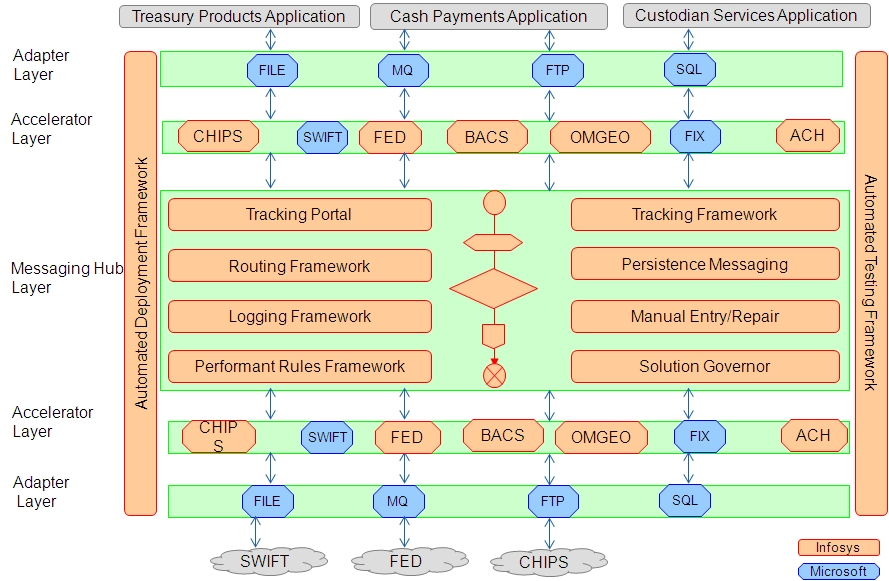 Treasury Products Application
Cash Payments Application
Custodian Services Application
Adapter
Layer
FILE
MQ
FTP
SQL
Accelerator
Layer
CHIPS
SWIFT
FED
BACS
OMGEO
FIX
ACH
Automated Deployment Framework
Automated Testing Framework
Messaging Hub
Layer
Tracking Portal
Tracking Framework
Routing Framework
Persistence Messaging
Logging Framework
Manual Entry/Repair
Performant Rules Framework
Solution Governor
Accelerator
Layer
CHIP
S
SWIFT
FED
BACS
OMGEO
FIX
ACH
Adapter
Layer
FILE
MQ
FTP
SQL
SWIFT
FED
CHIPS
Infosys
Microsoft